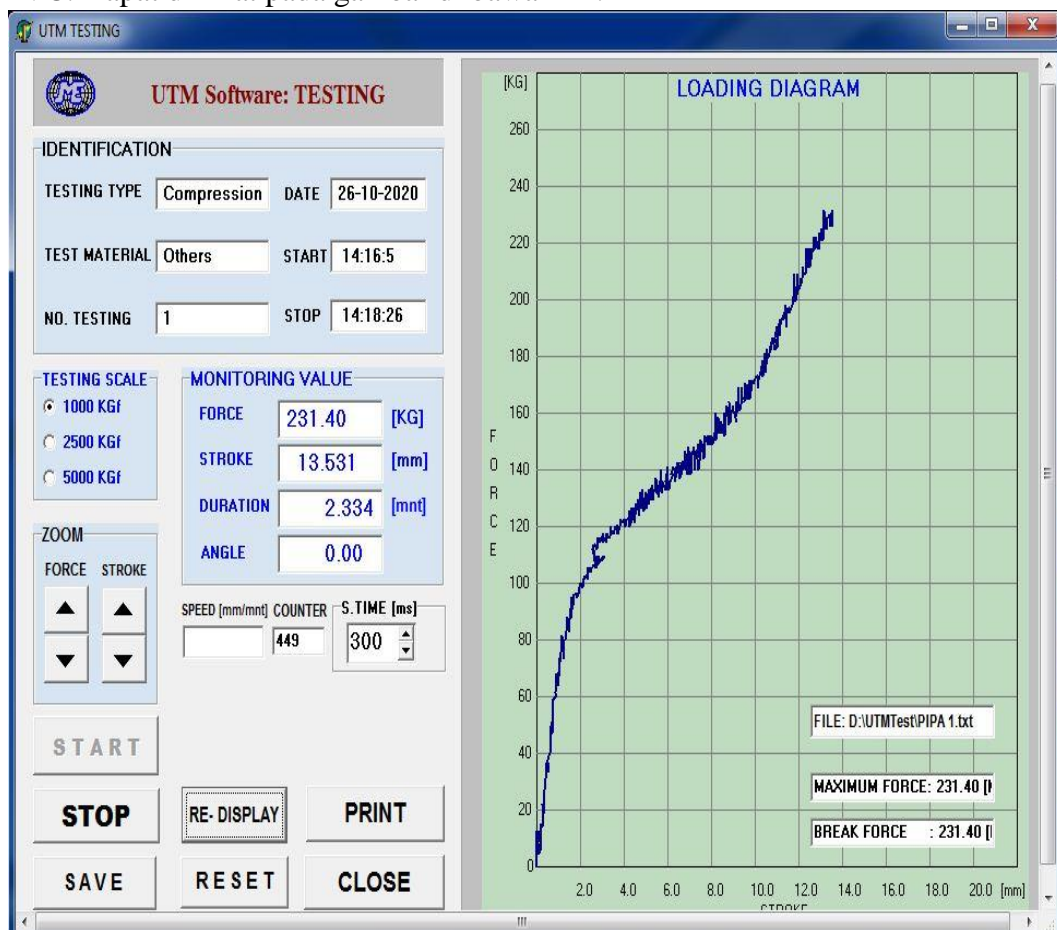 UTM TESTING
UTM Software: TESTING
IDENTIFICATION
TESTING TYPE Compression DATE 26-10-2020
TEST MATERIAL Others START 14:16:5
NO. TESTING 1 STOP 14:18:26
TESTING SCALE
1000 KGf
2500 KGf
5000 KGf
MONITORING VALUE
FORCE 231.40 [KG]
STROKE 13.531 [mm]
DURATION 2.334 [mnt]
ANGLE 0.00
ZOOM
FORCE STROKE
SPEED [mm/mnt] COUNTER S.TIME [ms]
449 300
START
STOP RE- DISPLAY PRINT
SAVE RESET CLOSE
[KG] LOADING DIAGRAM
260
240
220
200
180
160
140
120
100
80
60
40
20
0
FORCE
FILE: D:\UTMTest\PIPA 1.txt
MAXIMUM FORCE: 231.40 [
BREAK FORCE : 231.40 [
2.0 4.0 6.0 8.0 10.0 12.0 14.0 16.0 18.0 20.0 [mm]
STROKE